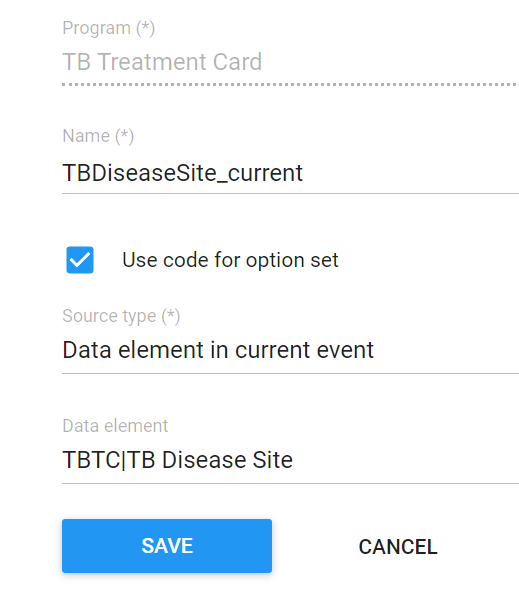 Program (*)
TB Treatment Card
Name (*)
TBDiseaseSite_current
Use code for option set
Source type (*)
Data element in current event
Data element
TBTC|TB Disease Site
SAVE CANCEL